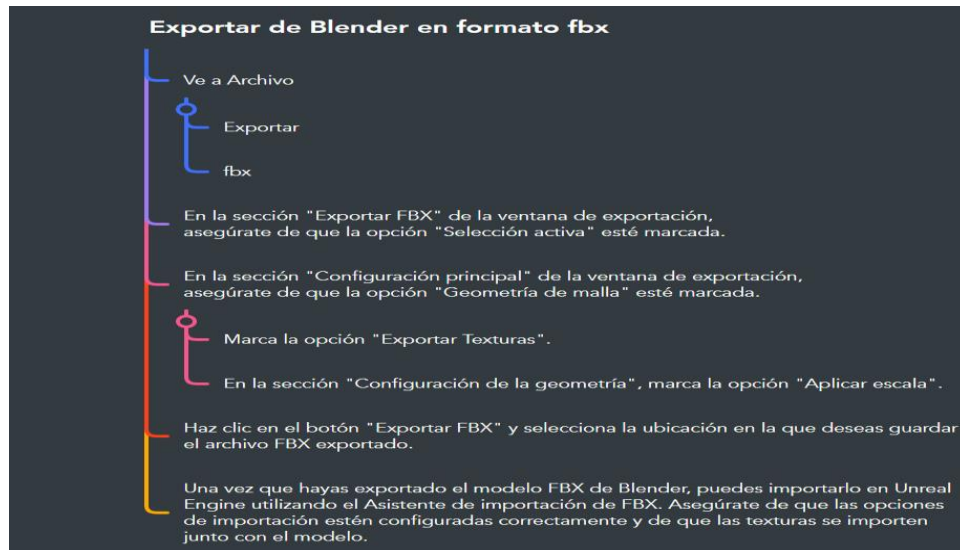 Exportar de Blender en formato fbx
Ve a Archivo
Exportar
fbx
En la sección "Exportar FBX" de la ventana de exportación,
asegúrate de que la opción "Selección activa" esté marcada.
En la sección "Configuración principal" de la ventana de exportación,
asegúrate de que la opción "Geometría de malla" esté marcada.
Marca la opción "Exportar Texturas".
En la sección "Configuración de la geometría", marca la opción "Aplicar escala".
Haz clic en el botón "Exportar FBX" y selecciona la ubicación en la que deseas guardar
el archivo FBX exportado.
Una vez que hayas exportado el modelo FBX de Blender, puedes importarlo en Unreal
Engine utilizando el Asistente de importación de FBX. Asegúrate de que las opciones
de importación estén configuradas correctamente y de que las texturas se importen
junto con el modelo.